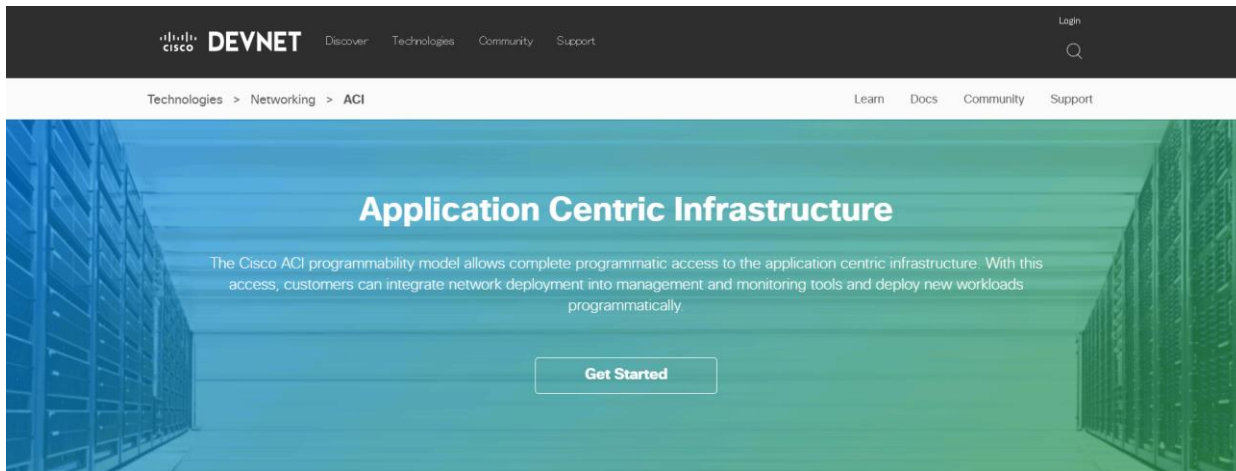 Login
cisco DEVNET Discover Technologies Community Support
Technologies > Networking > ACI Learn Docs Community Support
Application Centric Infrastructure
The Cisco ACI programmability model allows complete programmatic access to the application centric infrastructure. With this
access, customers can integrate network deployment into management and monitoring tools and deploy new workloads
programmatically.
Get Started